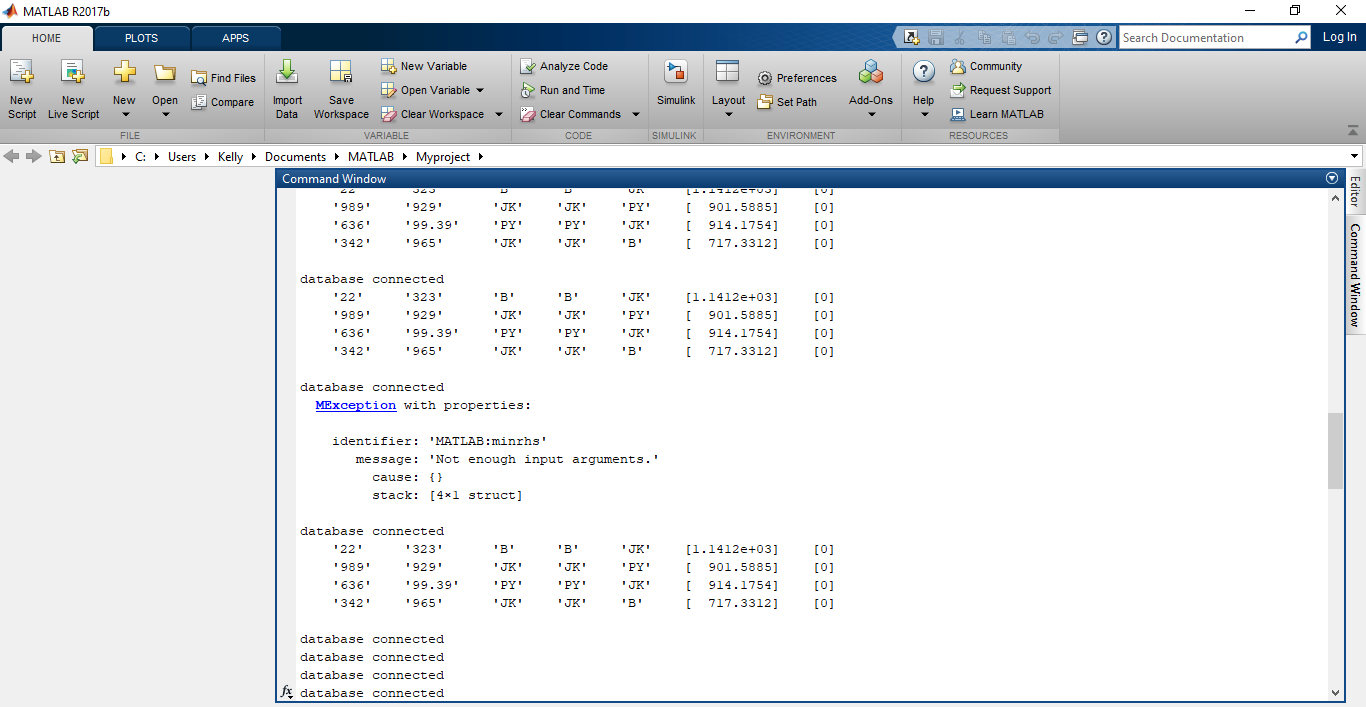 MATLAB R2017b
HOME PLOTS APPS
Search Documentation
Log In
New Script
New Live Script
New
Open
Find Files
Compare
Import Data
Save Workspace
New Variable
Open Variable
Clear Workspace
Analyze Code
Run and Time
Clear Commands
Simulink
Layout
Preferences
Set Path
Add-Ons
Help
Community
Request Support
Learn MATLAB
FILE VARIABLE CODE SIMULINK ENVIRONMENT RESOURCES
C: Users Kelly Documents MATLAB Myproject
Command Window
Editor
Command Window
'22' '323' 'B' 'B' 'JK' [1.1412e+03] [0]
'989' '929' 'JK' 'JK' 'PY' [ 901.5885] [0]
'636' '99.39' 'PY' 'PY' 'JK' [ 914.1754] [0]
'342' '965' 'JK' 'JK' 'B' [ 717.3312] [0]
database connected
'22' '323' 'B' 'B' 'JK' [1.1412e+03] [0]
'989' '929' 'JK' 'JK' 'PY' [ 901.5885] [0]
'636' '99.39' 'PY' 'PY' 'JK' [ 914.1754] [0]
'342' '965' 'JK' 'JK' 'B' [ 717.3312] [0]
database connected
MException with properties:
identifier: 'MATLAB:minrhs'
message: 'Not enough input arguments.'
cause: {}
stack: [4×1 struct]
database connected
'22' '323' 'B' 'B' 'JK' [1.1412e+03] [0]
'989' '929' 'JK' 'JK' 'PY' [ 901.5885] [0]
'636' '99.39' 'PY' 'PY' 'JK' [ 914.1754] [0]
'342' '965' 'JK' 'JK' 'B' [ 717.3312] [0]
database connected
database connected
database connected
fx database connected